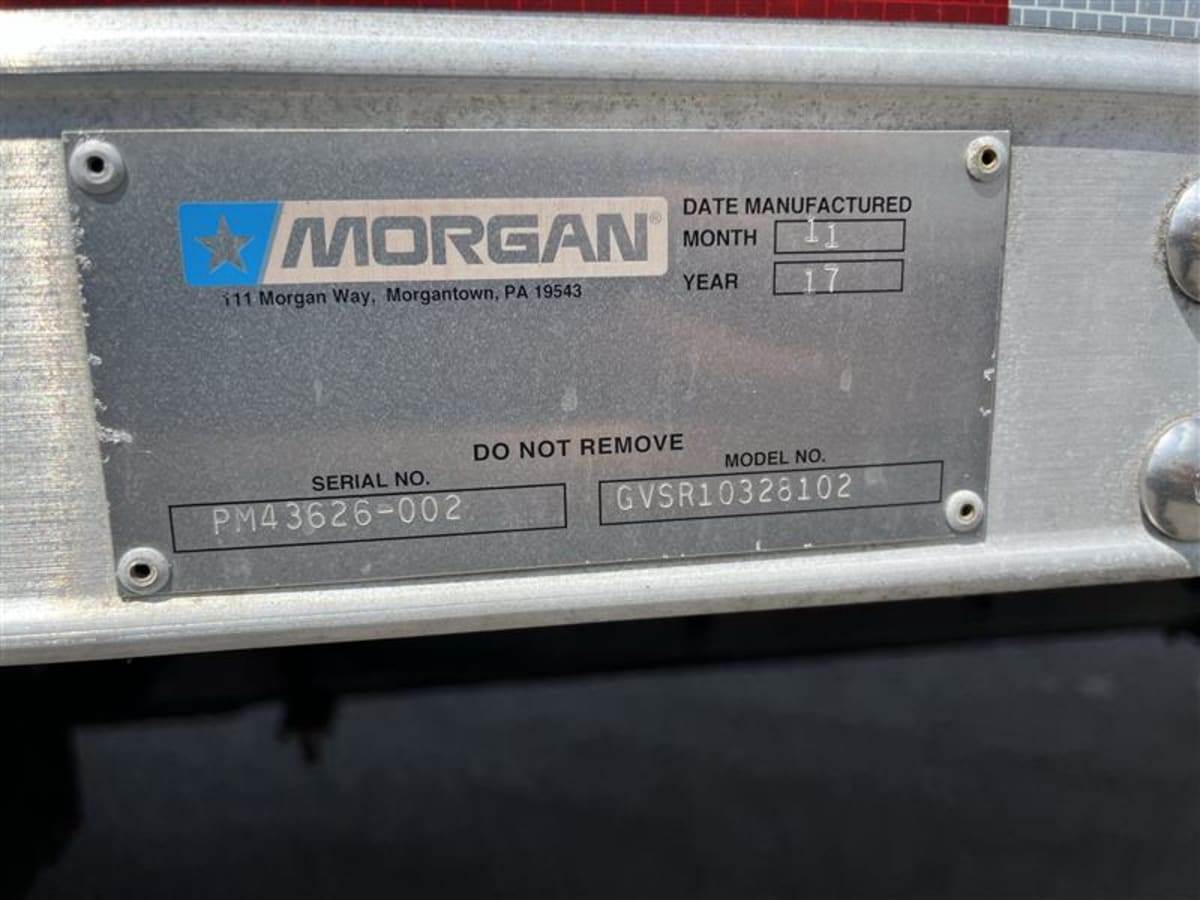 MORGAN®
111 Morgan Way, Morgantown, PA 19543
DATE MANUFACTURED
MONTH 11
YEAR 17
DO NOT REMOVE
SERIAL NO.
PM43626-002
MODEL NO.
GVSR10328102